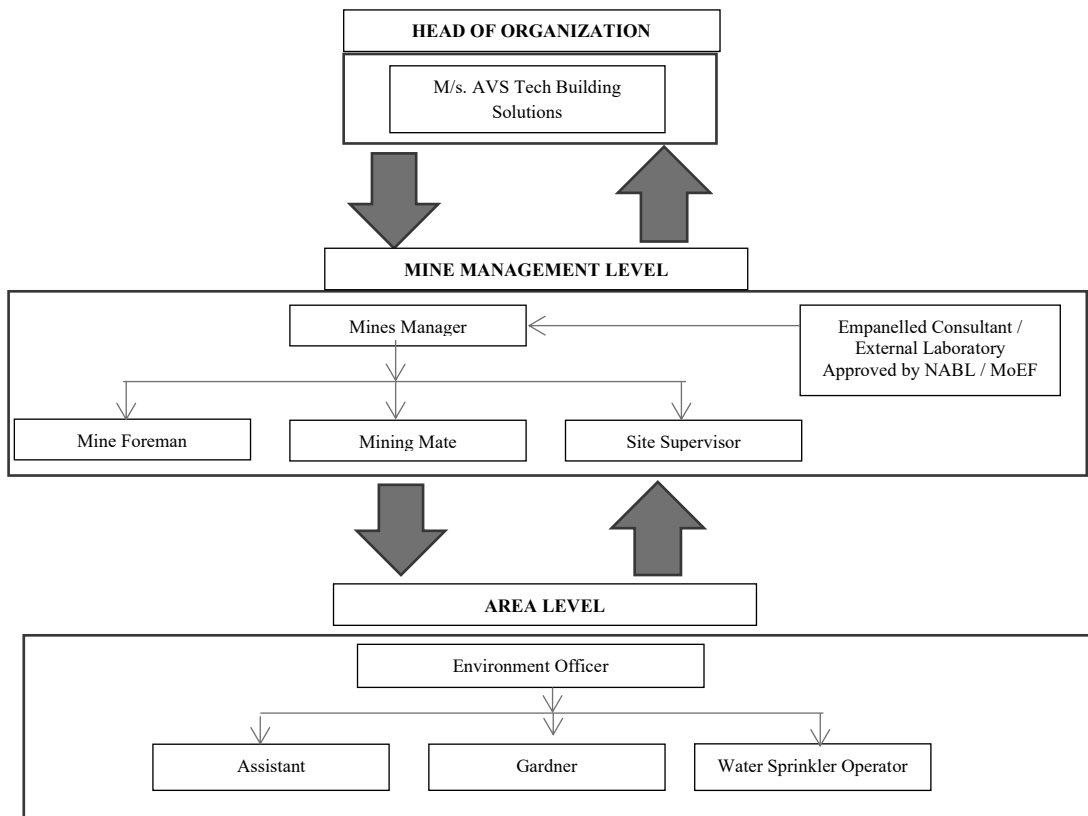 HEAD OF ORGANIZATION
M/s. AVS Tech Building
Solutions
MINE MANAGEMENT LEVEL
Mines Manager
Empanelled Consultant /
External Laboratory
Approved by NABL / MoEF
Mine Foreman
Mining Mate
Site Supervisor
AREA LEVEL
Environment Officer
Assistant
Gardner
Water Sprinkler Operator